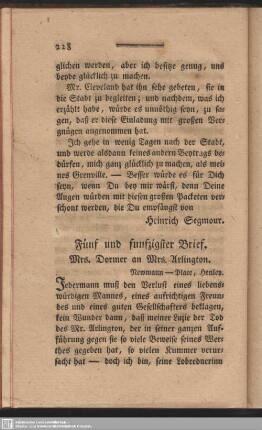 228
glichen werden, aber ich besitze genug, uns
beyde glücklich zu machen.
Mr. Cleveland hat ihn sehr gebeten, sie in
die Stadt zu begleiten; und nachdem, was ich
erzählt habe, würde es unnöthig seyn, zu sa-
gen, daß er diese Einladung mit großen Ver-
gnügen angenommen hat.
Ich gehe in wenig Tagen nach der Stadt,
und werde alsdann keines andern Beytrags be-
dürfen, mich ganz glücklich zu machen, als mei-
nes Grenville. — Besser würde es für Dich
seyn, wenn Du bey mir wärst, denn Deine
Augen würden mit diesen großen Packeten ver-
schont werden, die Du empfängst von
Heinrich Segmour.
Fünf und funfzigster Brief.
Mrs. Dormer an Mrs. Arlington.
Newmann — Place, Henley.
Jedermann muß den Verlust eines liebens-
würdigen Mannes, eines aufrichtigen Freun-
des und eines guten Gesellschafters beklagen,
kein Wunder dann, daß meiner Luzie der Tod
des Mr. Arlington, der in seiner ganzen Auf-
führung gegen sie so viele Beweise seines Wer-
thes gegeben hat, so vielen Kummer verur-
sacht hat — doch ich bin, seine Lobrednerinn